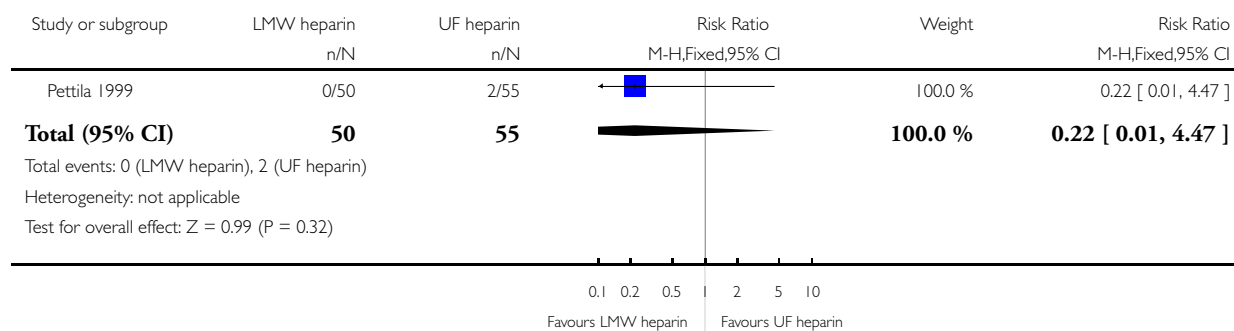 Study or subgroup LMW heparin UF heparin Risk Ratio Weight Risk Ratio
n/N n/N M-H,Fixed,95% CI M-H,Fixed,95% CI
Pettila 1999 0/50 2/55 100.0 % 0.22 [ 0.01, 4.47 ]
Total (95% CI) 50 55 100.0 % 0.22 [ 0.01, 4.47 ]
Total events: 0 (LMW heparin), 2 (UF heparin)
Heterogeneity: not applicable
Test for overall effect: Z = 0.99 (P = 0.32)
0.1 0.2 0.5 1 2 5 10
Favours LMW heparin Favours UF heparin